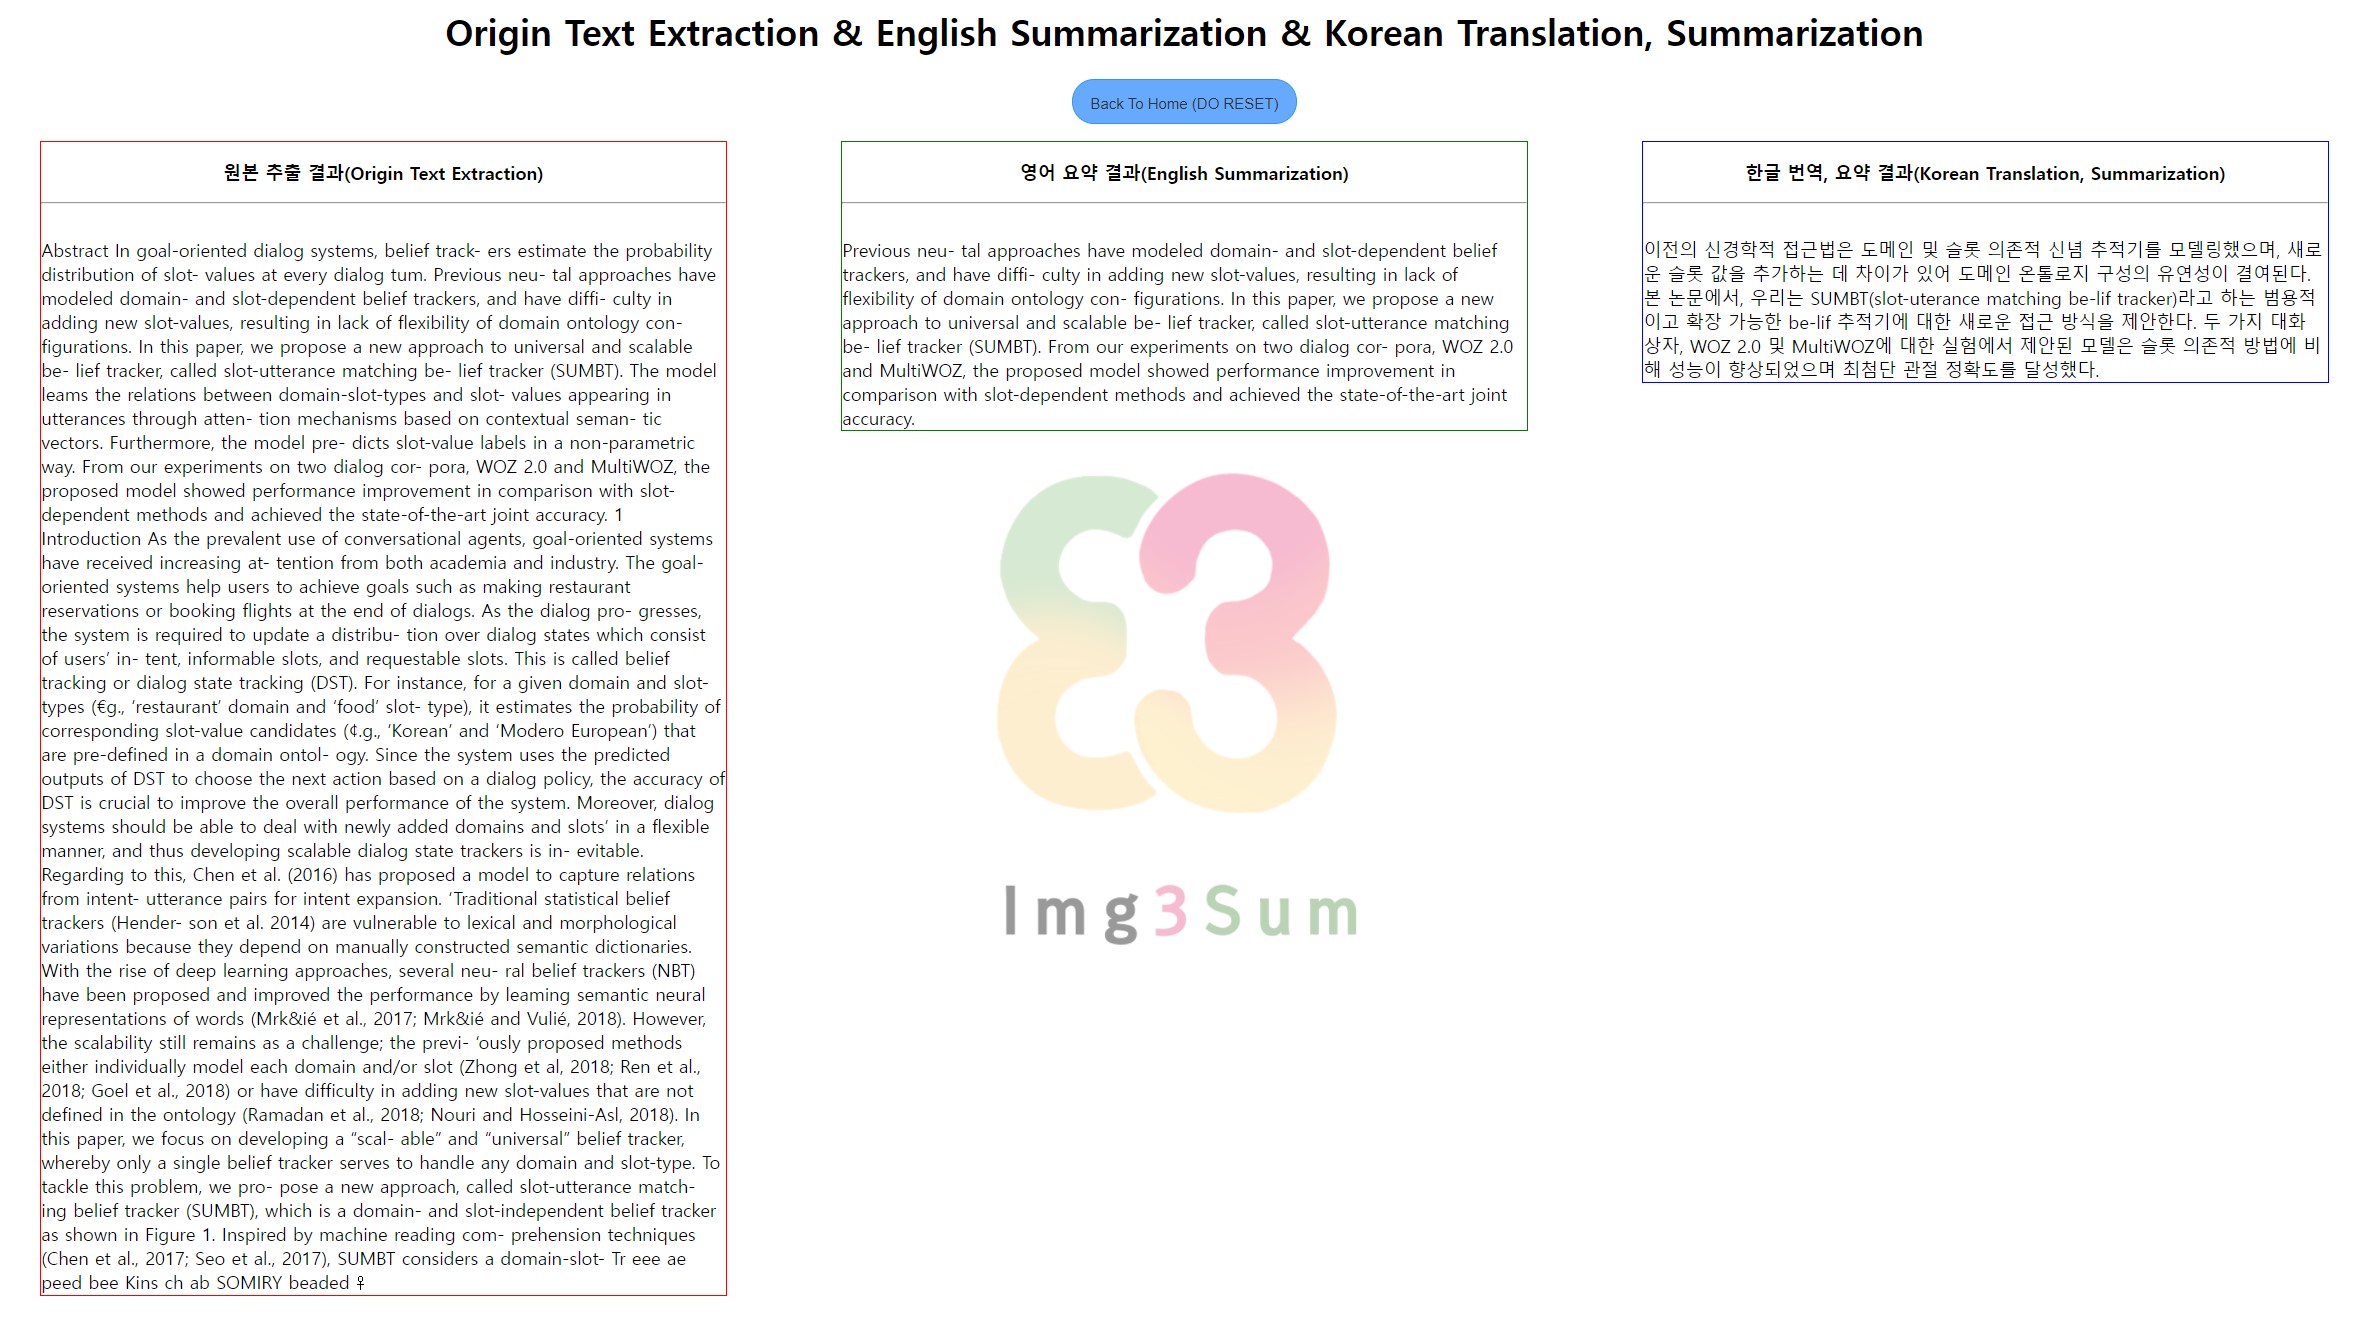 Origin Text Extraction & English Summarization & Korean Translation, Summarization
Back To Home (DO RESET)
원본 추출 결과(Origin Text Extraction)
Abstract In goal-oriented dialog systems, belief track- ers estimate the probability
distribution of slot- values at every dialog tum. Previous neu- tal approaches have
modeled domain- and slot-dependent belief trackers, and have diffi- culty in
adding new slot-values, resulting in lack of flexibility of domain ontology con-
figurations. In this paper, we propose a new approach to universal and scalable
be- lief tracker, called slot-utterance matching be- lief tracker (SUMBT). The model
leams the relations between domain-slot-types and slot- values appearing in
utterances through atten- tion mechanisms based on contextual seman- tic
vectors. Furthermore, the model pre- dicts slot-value labels in a non-parametric
way. From our experiments on two dialog cor- pora, WOZ 2.0 and MultiWOZ, the
proposed model showed performance improvement in comparison with slot-
dependent methods and achieved the state-of-the-art joint accuracy. 1
Introduction As the prevalent use of conversational agents, goal-oriented systems
have received increasing at- tention from both academia and industry. The goal-
oriented systems help users to achieve goals such as making restaurant
reservations or booking flights at the end of dialogs. As the dialog pro- gresses,
the system is required to update a distribu- tion over dialog states which consist
of users’ in- tent, informable slots, and requestable slots. This is called belief
tracking or dialog state tracking (DST). For instance, for a given domain and slot-
types (€g., ‘restaurant’ domain and ‘food’ slot- type), it estimates the probability of
corresponding slot-value candidates (¢.g., ‘Korean’ and ‘Modero European’) that
are pre-defined in a domain ontol- ogy. Since the system uses the predicted
outputs of DST to choose the next action based on a dialog policy, the accuracy of
DST is crucial to improve the overall performance of the system. Moreover, dialog
systems should be able to deal with newly added domains and slots’ in a flexible
manner, and thus developing scalable dialog state trackers is in- evitable.
Regarding to this, Chen et al. (2016) has proposed a model to capture relations
from intent- utterance pairs for intent expansion. ‘Traditional statistical belief
trackers (Hender- son et al. 2014) are vulnerable to lexical and morphological
variations because they depend on manually constructed semantic dictionaries.
With the rise of deep learning approaches, several neu- ral belief trackers (NBT)
have been proposed and improved the performance by leaming semantic neural
representations of words (Mrk&ié et al., 2017; Mrk&ié and Vulié, 2018). However,
the scalability still remains as a challenge; the previ- ‘ously proposed methods
either individually model each domain and/or slot (Zhong et al, 2018; Ren et al.,
2018; Goel et al., 2018) or have difficulty in adding new slot-values that are not
defined in the ontology (Ramadan et al., 2018; Nouri and Hosseini-Asl, 2018). In
this paper, we focus on developing a “scal- able” and “universal” belief tracker,
whereby only a single belief tracker serves to handle any domain and slot-type. To
tackle this problem, we pro- pose a new approach, called slot-utterance match-
ing belief tracker (SUMBT), which is a domain- and slot-independent belief tracker
as shown in Figure 1. Inspired by machine reading com- prehension techniques
(Chen et al., 2017; Seo et al., 2017), SUMBT considers a domain-slot- Tr eee ae
peed bee Kins ch ab SOMIRY beaded ♀
영어 요약 결과(English Summarization)
Previous neu- tal approaches have modeled domain- and slot-dependent belief
trackers, and have diffi- culty in adding new slot-values, resulting in lack of
flexibility of domain ontology con- figurations. In this paper, we propose a new
approach to universal and scalable be- lief tracker, called slot-utterance matching
be- lief tracker (SUMBT). From our experiments on two dialog cor- pora, WOZ 2.0
and MultiWOZ, the proposed model showed performance improvement in
comparison with slot-dependent methods and achieved the state-of-the-art joint
accuracy.
Img3Sum
한글 번역, 요약 결과(Korean Translation, Summarization)
이전의 신경학적 접근법은 도메인 및 슬롯 의존적 신념 추적기를 모델링했으며, 새로
운 슬롯 값을 추가하는 데 차이가 있어 도메인 온톨로지 구성의 유연성이 결여된다.
본 논문에서, 우리는 SUMBT(slot-uterance matching be-lif tracker)라고 하는 범용적
이고 확장 가능한 be-lif 추적기에 대한 새로운 접근 방식을 제안한다. 두 가지 대화
상자, WOZ 2.0 및 MultiWOZ에 대한 실험에서 제안된 모델은 슬롯 의존적 방법에 비
해 성능이 향상되었으며 최첨단 관절 정확도를 달성했다.